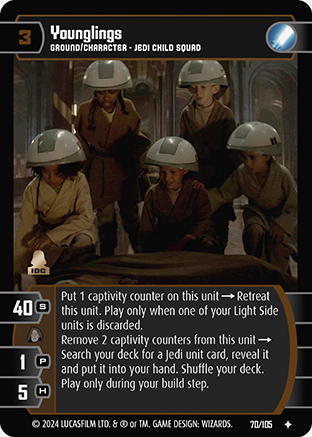 3 Younglings
GROUND/CHARACTER - JEDI CHILD SQUAD
IDC
40 S
1 P
5 H
Put 1 captivity counter on this unit → Retreat
this unit. Play only when one of your Light Side
units is discarded.
Remove 2 captivity counters from this unit →
Search your deck for a Jedi unit card, reveal it
and put it into your hand. Shuffle your deck.
Play only during your build step.
© 2024 LUCASFILM LTD. & ® or TM. GAME DESIGN: WIZARDS. 70/105